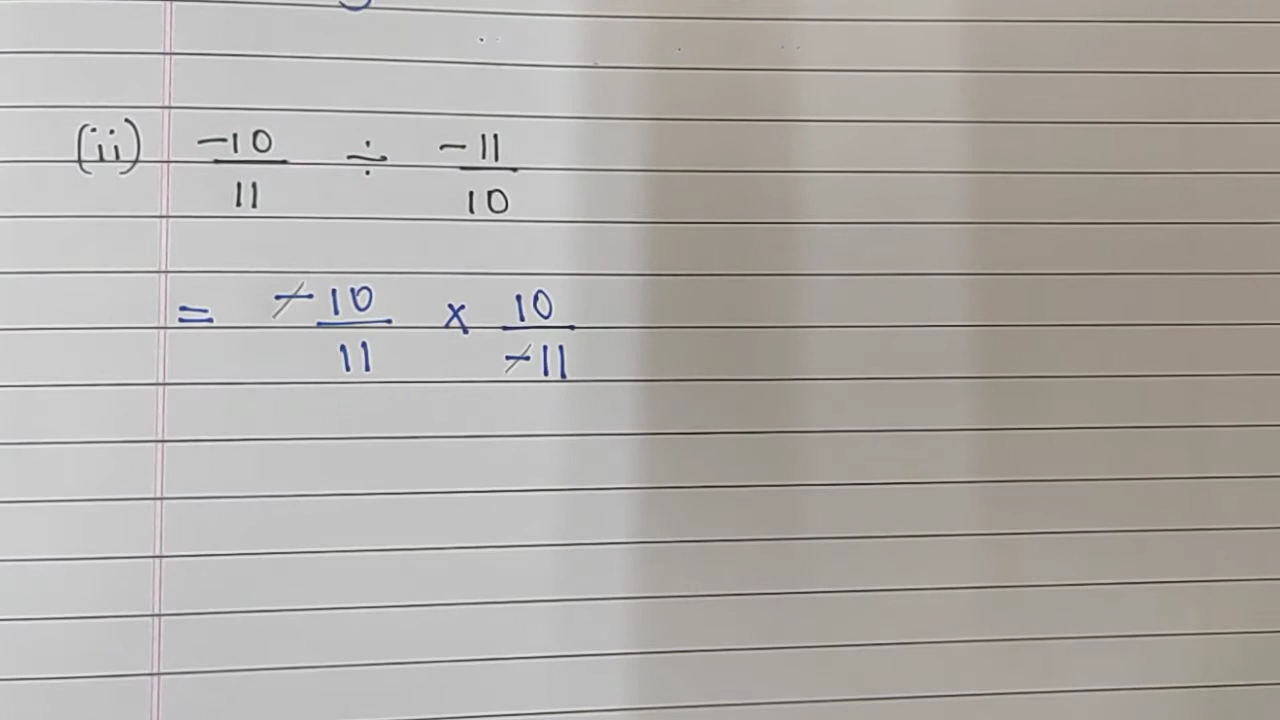 (ii) -10/11 ÷ -11/10
= -10/11 × 10/-11